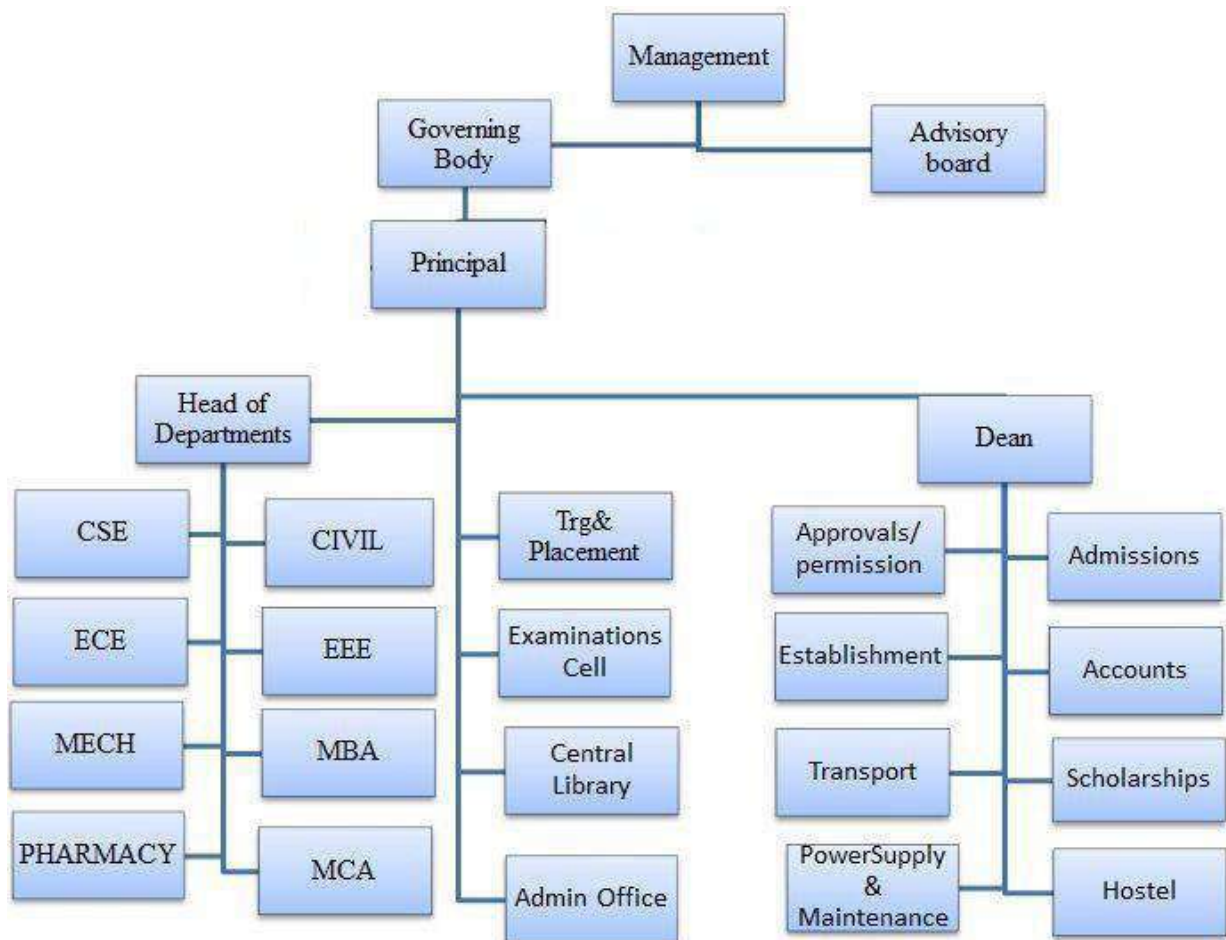 Management
Governing
Body
Advisory
board
Principal
Head of
Departments
Dean
CSE
CIVIL
ECE
EEE
MECH
MBA
PHARMACY
MCA
Trg&
Placement
Examinations
Cell
Central
Library
Admin Office
Approvals/
permission
Admissions
Establishment
Accounts
Transport
Scholarships
PowerSupply
&
Maintenance
Hostel